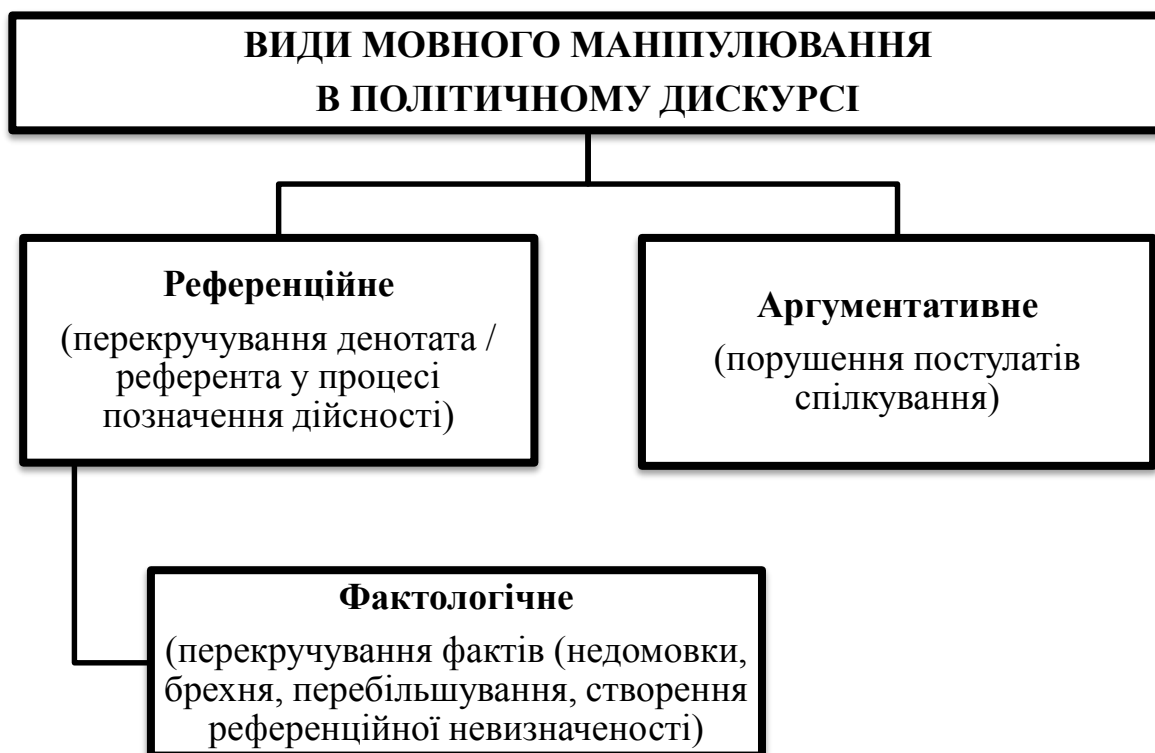 ВИДИ МОВНОГО МАНІПУЛЮВАННЯ
В ПОЛІТИЧНОМУ ДИСКУРСІ
Референційне
(перекручування денотата /
референта у процесі
позначення дійсності)
Аргументативне
(порушення постулатів
спілкування)
Фактологічне
(перекручування фактів (недомовки,
брехня, перебільшування, створення
референційної невизначеності)